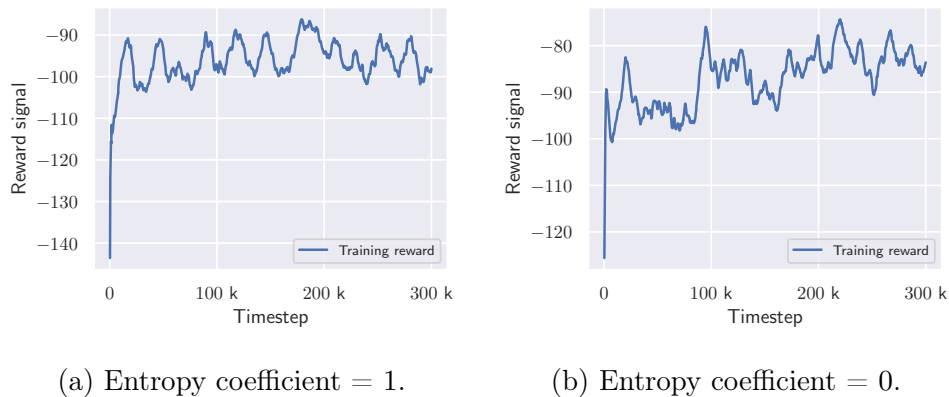 −90
−100
−110
−120
−130
−140
Reward signal
Training reward
0
100 k
200 k
300 k
Timestep
(a) Entropy coefficient = 1.
−80
−90
−100
−110
−120
Reward signal
Training reward
0
100 k
200 k
300 k
Timestep
(b) Entropy coefficient = 0.